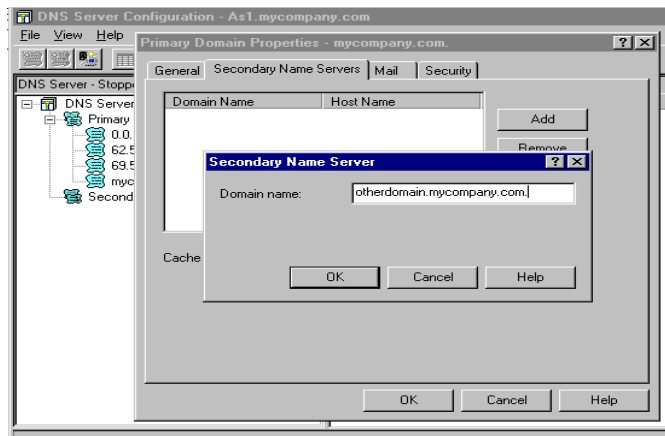 DNS Server Configuration - As1.mycompany.com
File View Help
Primary Domain Properties - mycompany.com.
General Secondary Name Servers Mail Security
DNS Server - Stopp
DNS Server
Primary
0.0.
62.5
69.5
myc
Second
Domain Name Host Name
Add
Remove
Secondary Name Server
Domain name: otherdomain.mycompany.com.
Cache
OK Cancel Help
OK Cancel Help